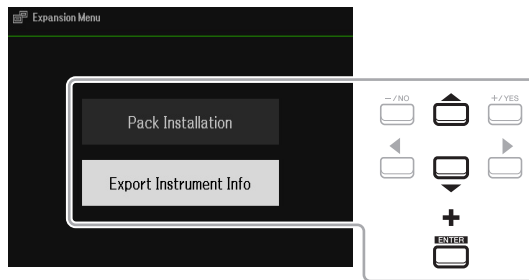 Expansion Menu
-/NO
+/YES
Pack Installation
Export Instrument Info
+
ENTER